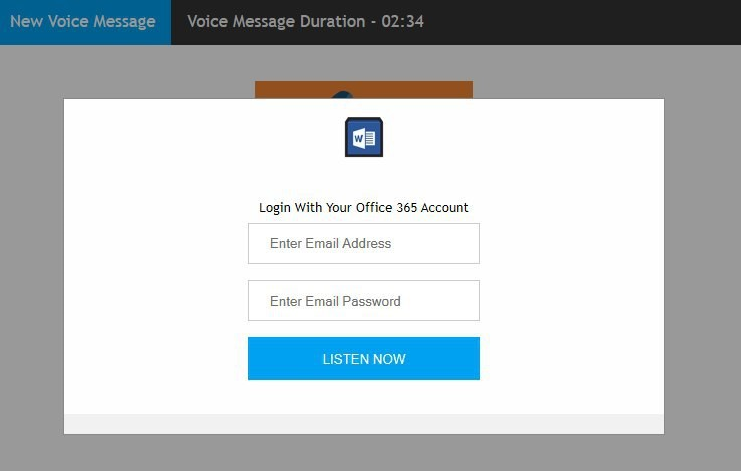 New Voice Message Voice Message Duration - 02:34
W
Login With Your Office 365 Account
Enter Email Address
Enter Email Password
LISTEN NOW